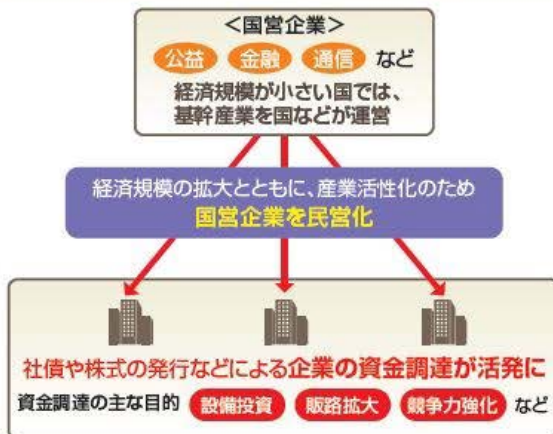 ＜国営企業＞
公益 金融 通信 など
経済規模が小さい国では、
基幹産業を国などが運営
経済規模の拡大とともに、産業活性化のため
国営企業を民営化
社債や株式の発行などによる企業の資金調達が活発に
資金調達の主な目的 設備投資 販路拡大 競争力強化 など